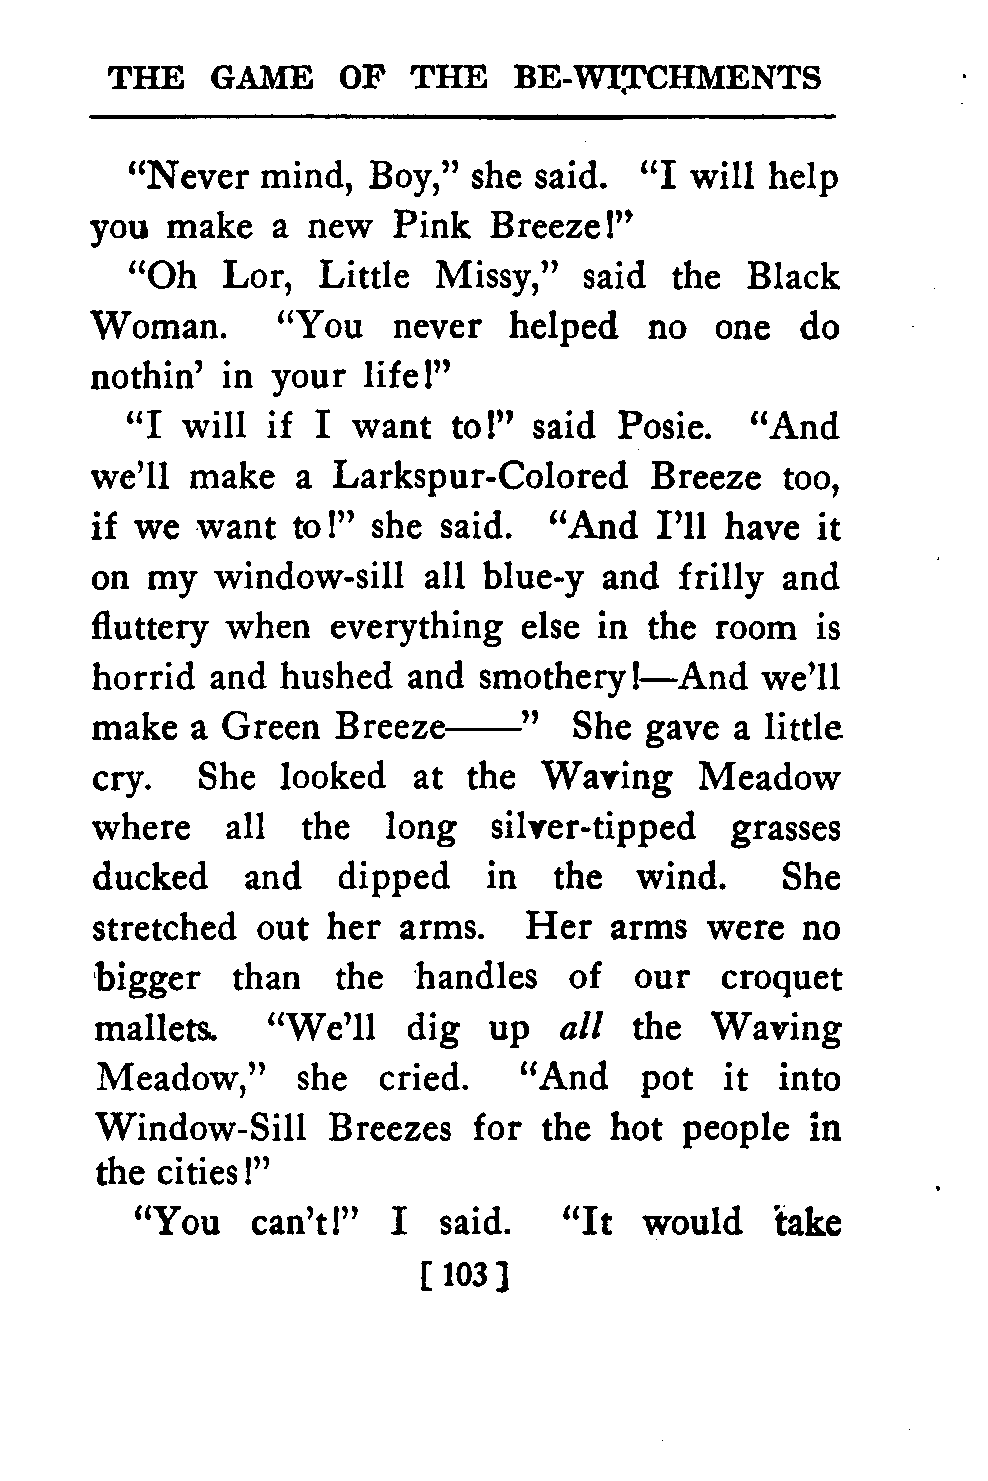 THE GAME OF THE BE-WITCHMENTS
“Never mind, Boy,” she said. “I will help
you make a new Pink Breeze!”
“Oh Lor, Little Missy,” said the Black
Woman. “You never helped no one do
nothin’ in your life!”
“I will if I want to!” said Posie. “And
we’ll make a Larkspur-Colored Breeze too,
if we want to!” she said. “And I’ll have it
on my window-sill all blue-y and frilly and
fluttery when everything else in the room is
horrid and hushed and smothery!—And we’ll
make a Green Breeze——” She gave a little
cry. She looked at the Waving Meadow
where all the long silver-tipped grasses
ducked and dipped in the wind. She
stretched out her arms. Her arms were no
bigger than the handles of our croquet
mallets. “We’ll dig up all the Waving
Meadow,” she cried. “And pot it into
Window-Sill Breezes for the hot people in
the cities!”
“You can’t!” I said. “It would take
[ 103 ]